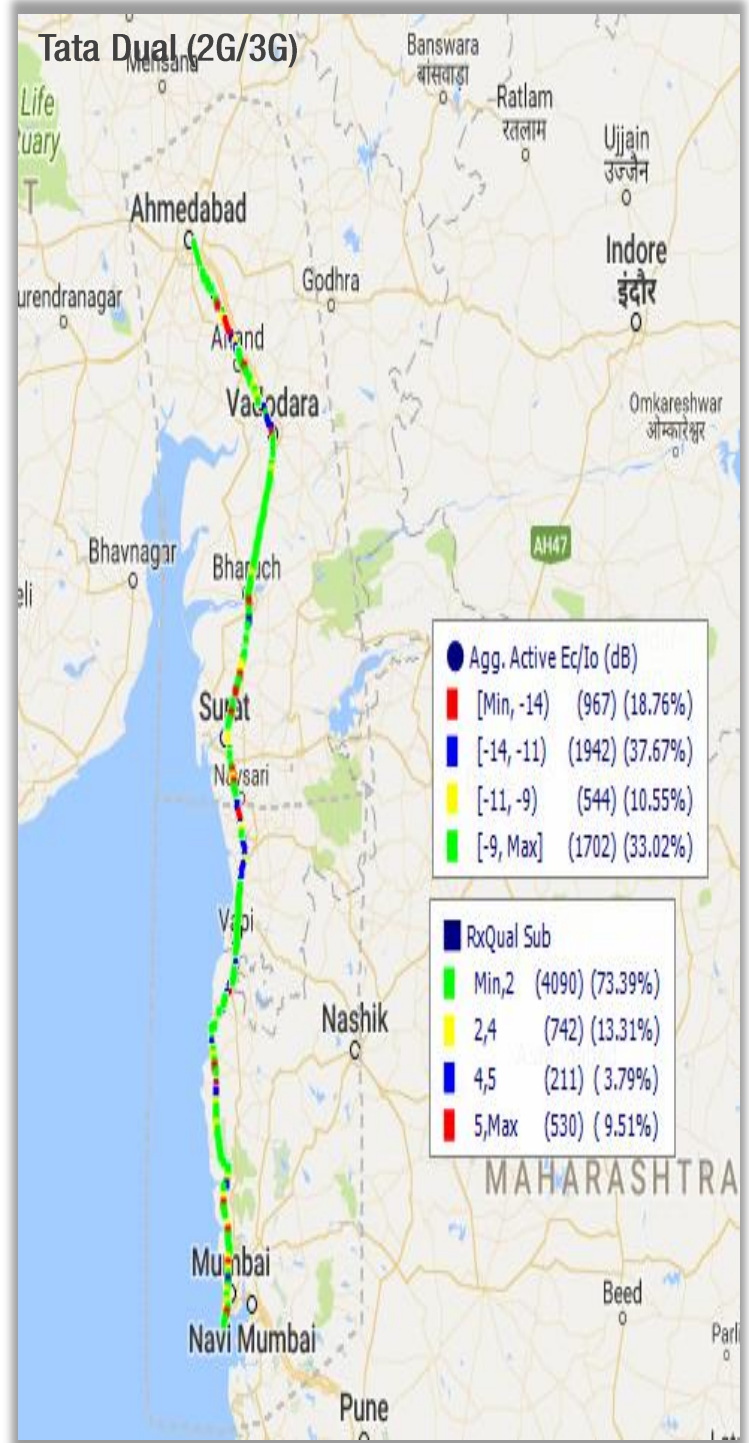 Tata Dual (2G/3G)
Mehsana
Banswara
बांसवाड़ा
Life
Ratlam
रतलाम
Ujjain
उज्जैन
T
Ahmedabad
Indore
इंदौर
Godhra
urendranagar
Anand
Vadodara
Omkareshwar
ओम्कारेश्वर
AH47
Bhavnagar
Bharuch
eli
Agg. Active Ec/Io (dB)
[Min, -14) (967) (18.76%)
[-14, -11) (1942) (37.67%)
[-11, -9) (544) (10.55%)
[-9, Max] (1702) (33.02%)
Surat
Navsari
Vapi
RxQual Sub
Min,2 (4090) (73.39%)
2,4 (742) (13.31%)
4,5 (211) ( 3.79%)
5,Max (530) ( 9.51%)
Nashik
MAHARASHTRA
Mumbai
Navi Mumbai
Beed
Parli
Pune